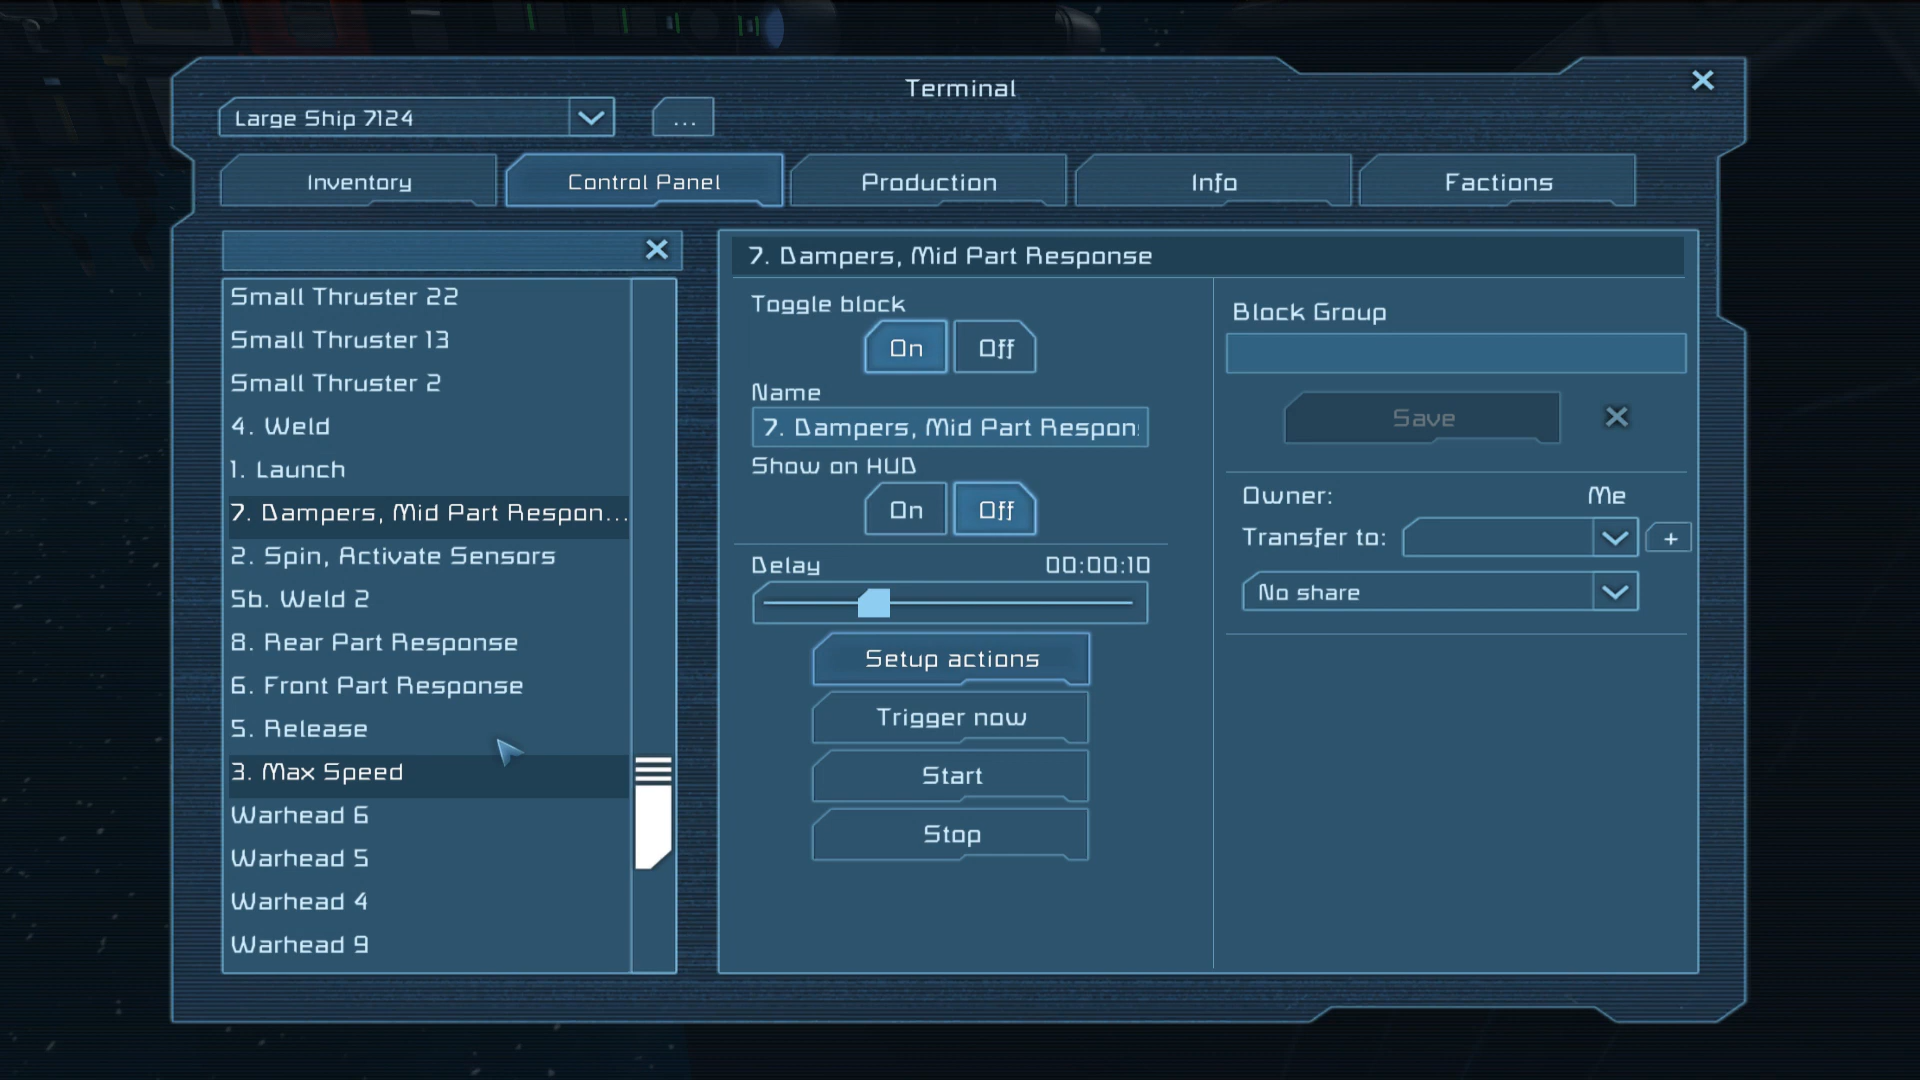 Terminal
Large Ship 7124
...
Inventory
Control Panel
Production
Info
Factions
Small Thruster 22
Small Thruster 13
Small Thruster 2
4. Weld
1. Launch
7. Dampers, Mid Part Respon...
2. Spin, Activate Sensors
5b. Weld 2
8. Rear Part Response
6. Front Part Response
5. Release
3. Max Speed
Warhead 6
Warhead 5
Warhead 4
Warhead 9
7. Dampers, Mid Part Response
Toggle block
On Off
Name
7. Dampers, Mid Part Respon
Show on HUD
On Off
Delay 00:00:10
Setup actions
Trigger now
Start
Stop
Block Group
Save
Owner: Me
Transfer to: +
No share